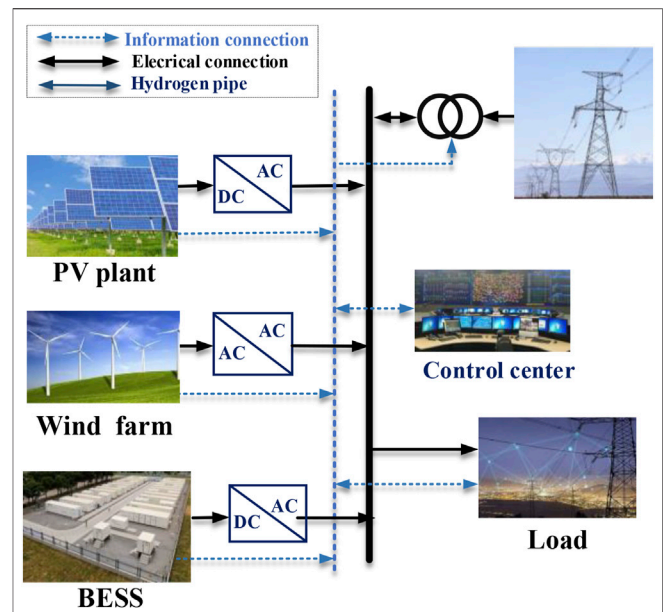 Information connection
Elecrical connection
Hydrogen pipe
AC
DC
PV plant
AC
AC
Wind farm
Control center
AC
DC
Load
BESS